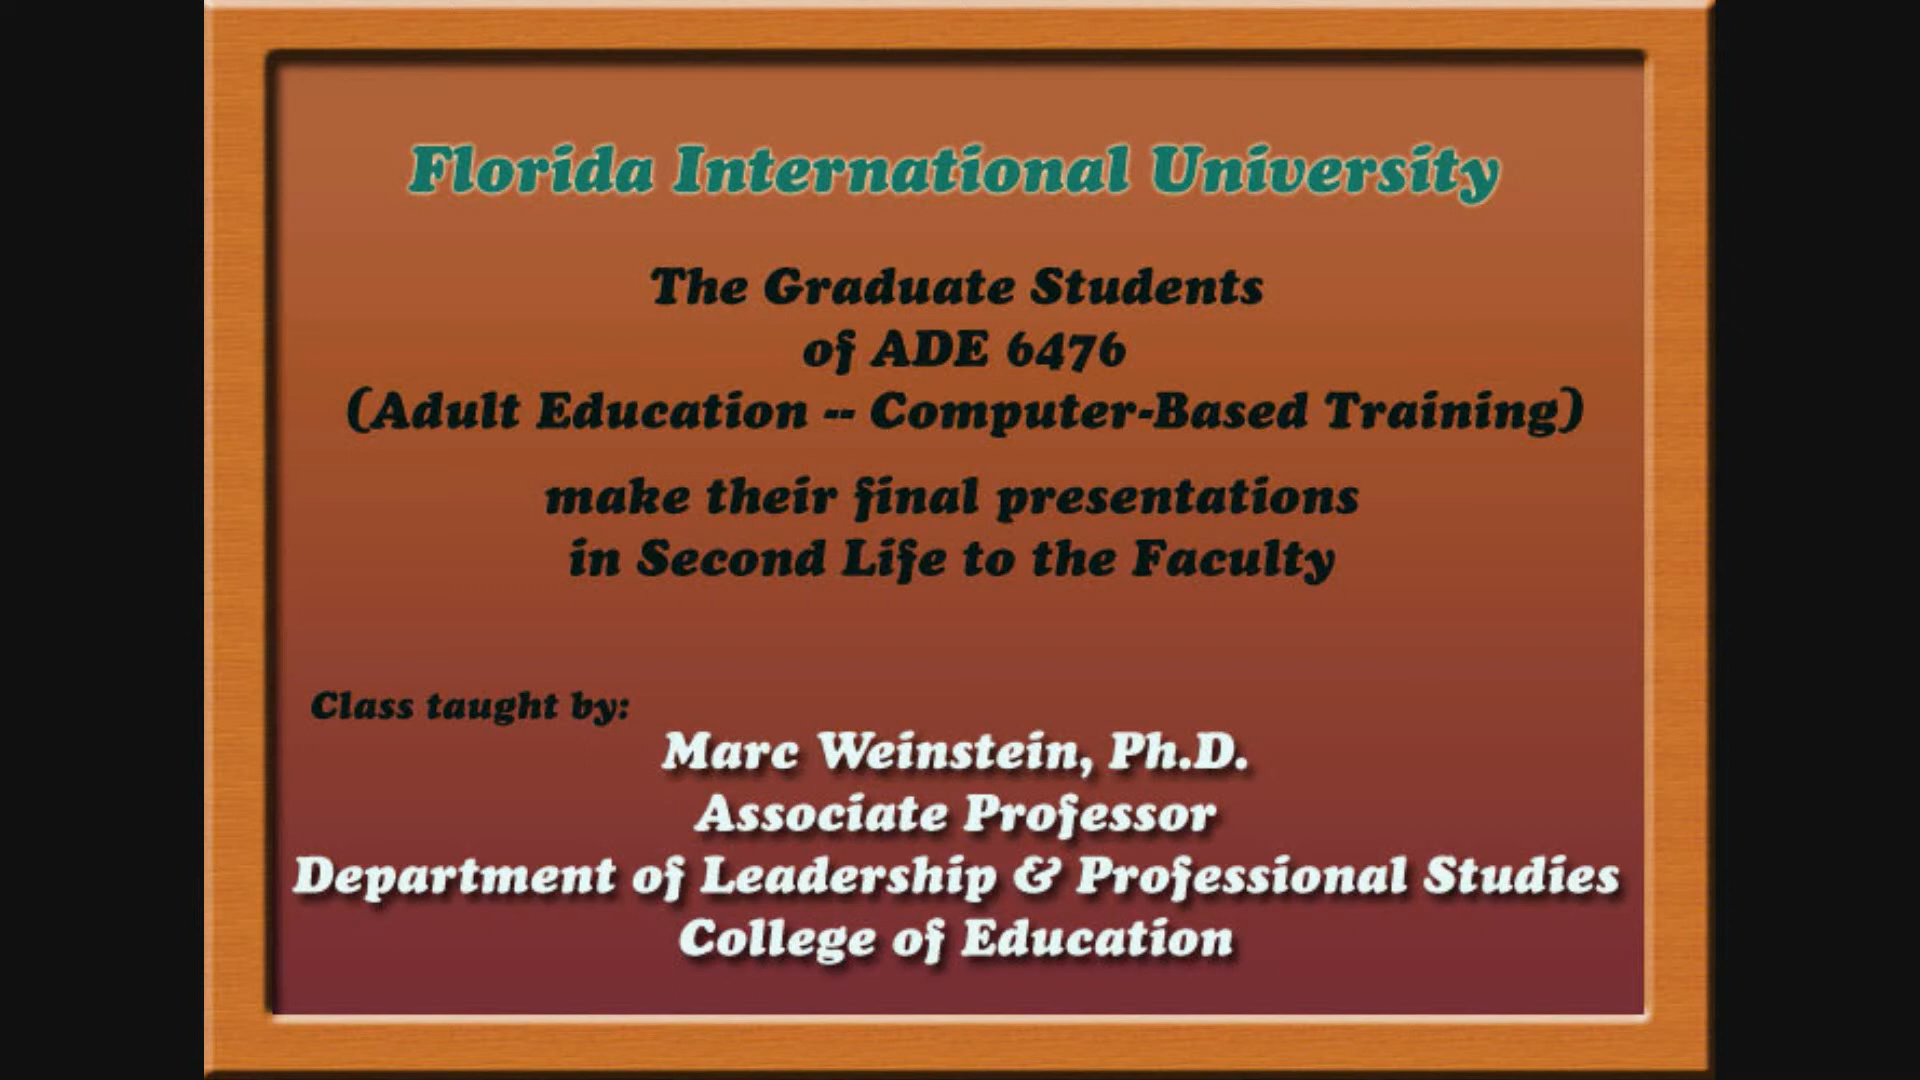 Florida International University
The Graduate Students
of ADE 6476
(Adult Education -- Computer-Based Training)
make their final presentations
in Second Life to the Faculty
Class taught by:
Marc Weinstein, Ph.D.
Associate Professor
Department of Leadership & Professional Studies
College of Education